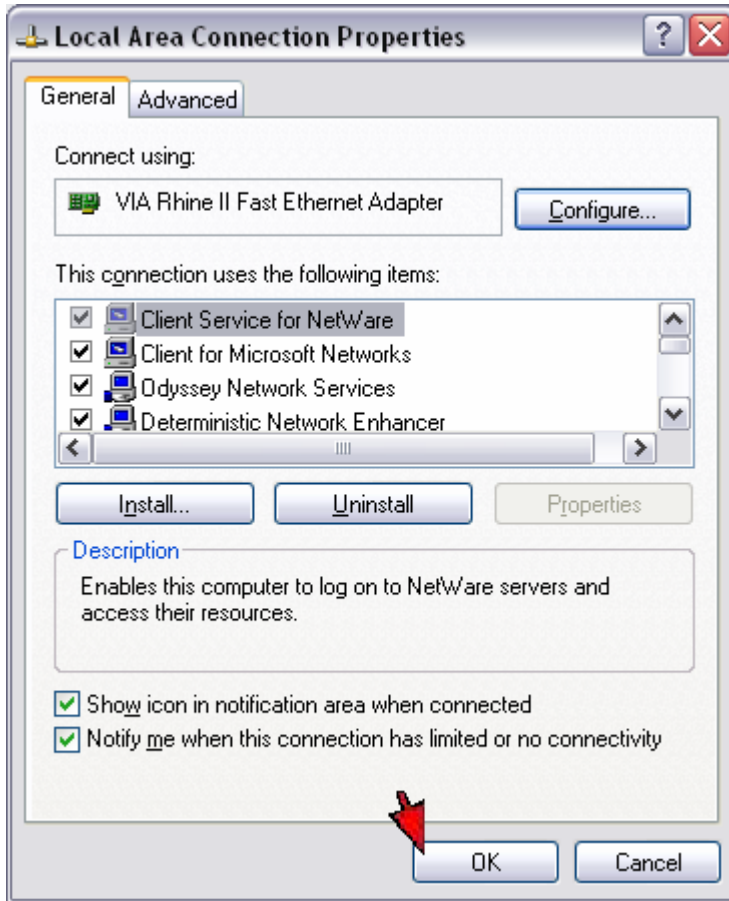 Local Area Connection Properties
General Advanced
Connect using:
VIA Rhine II Fast Ethernet Adapter
Configure...
This connection uses the following items:
Client Service for NetWare
Client for Microsoft Networks
Odyssey Network Services
Deterministic Network Enhancer
Install... Uninstall Properties
Description
Enables this computer to log on to NetWare servers and
access their resources.
Show icon in notification area when connected
Notify me when this connection has limited or no connectivity
OK Cancel